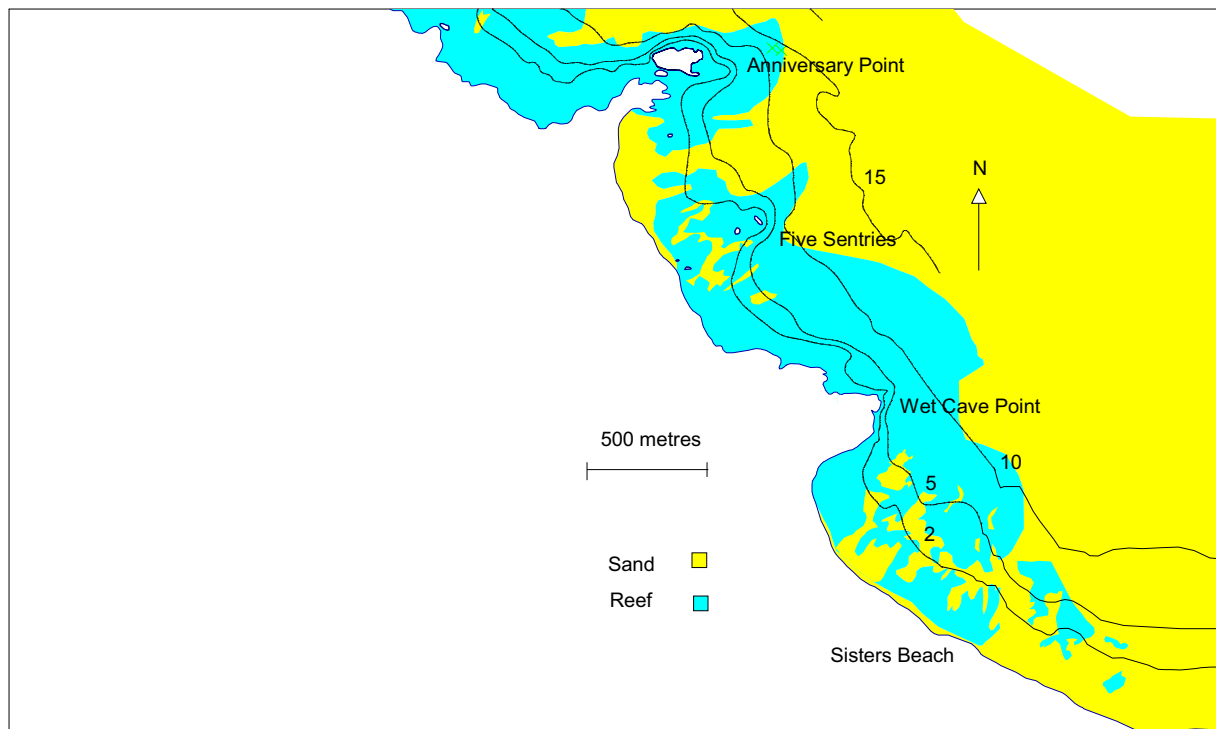 Anniversary Point
N
15
Five Sentries
Wet Cave Point
500 metres
10
5
2
Sand
Reef
Sisters Beach